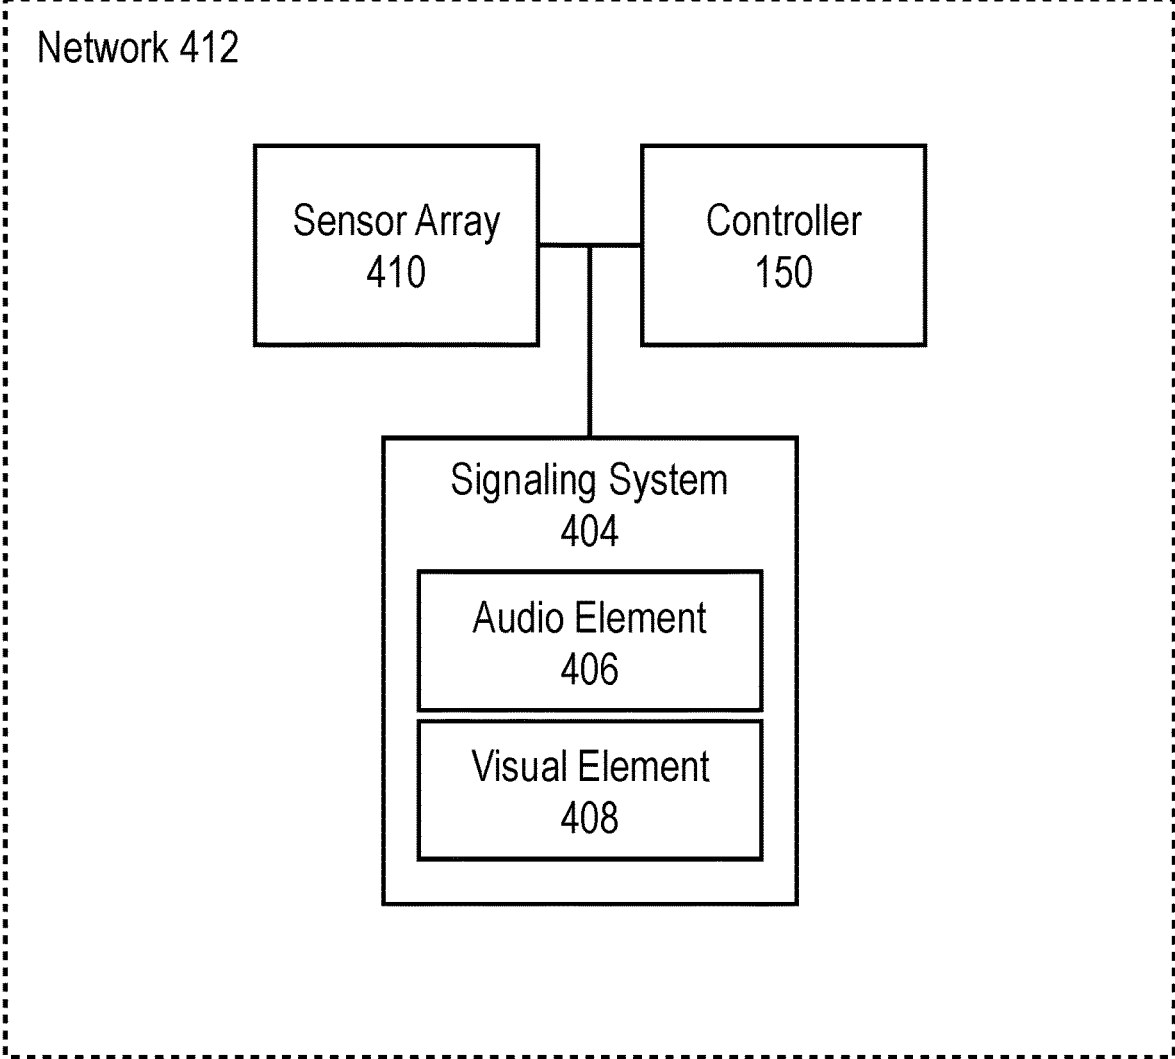 Network 412
Sensor Array
410
Controller
150
Signaling System
404
Audio Element
406
Visual Element
408